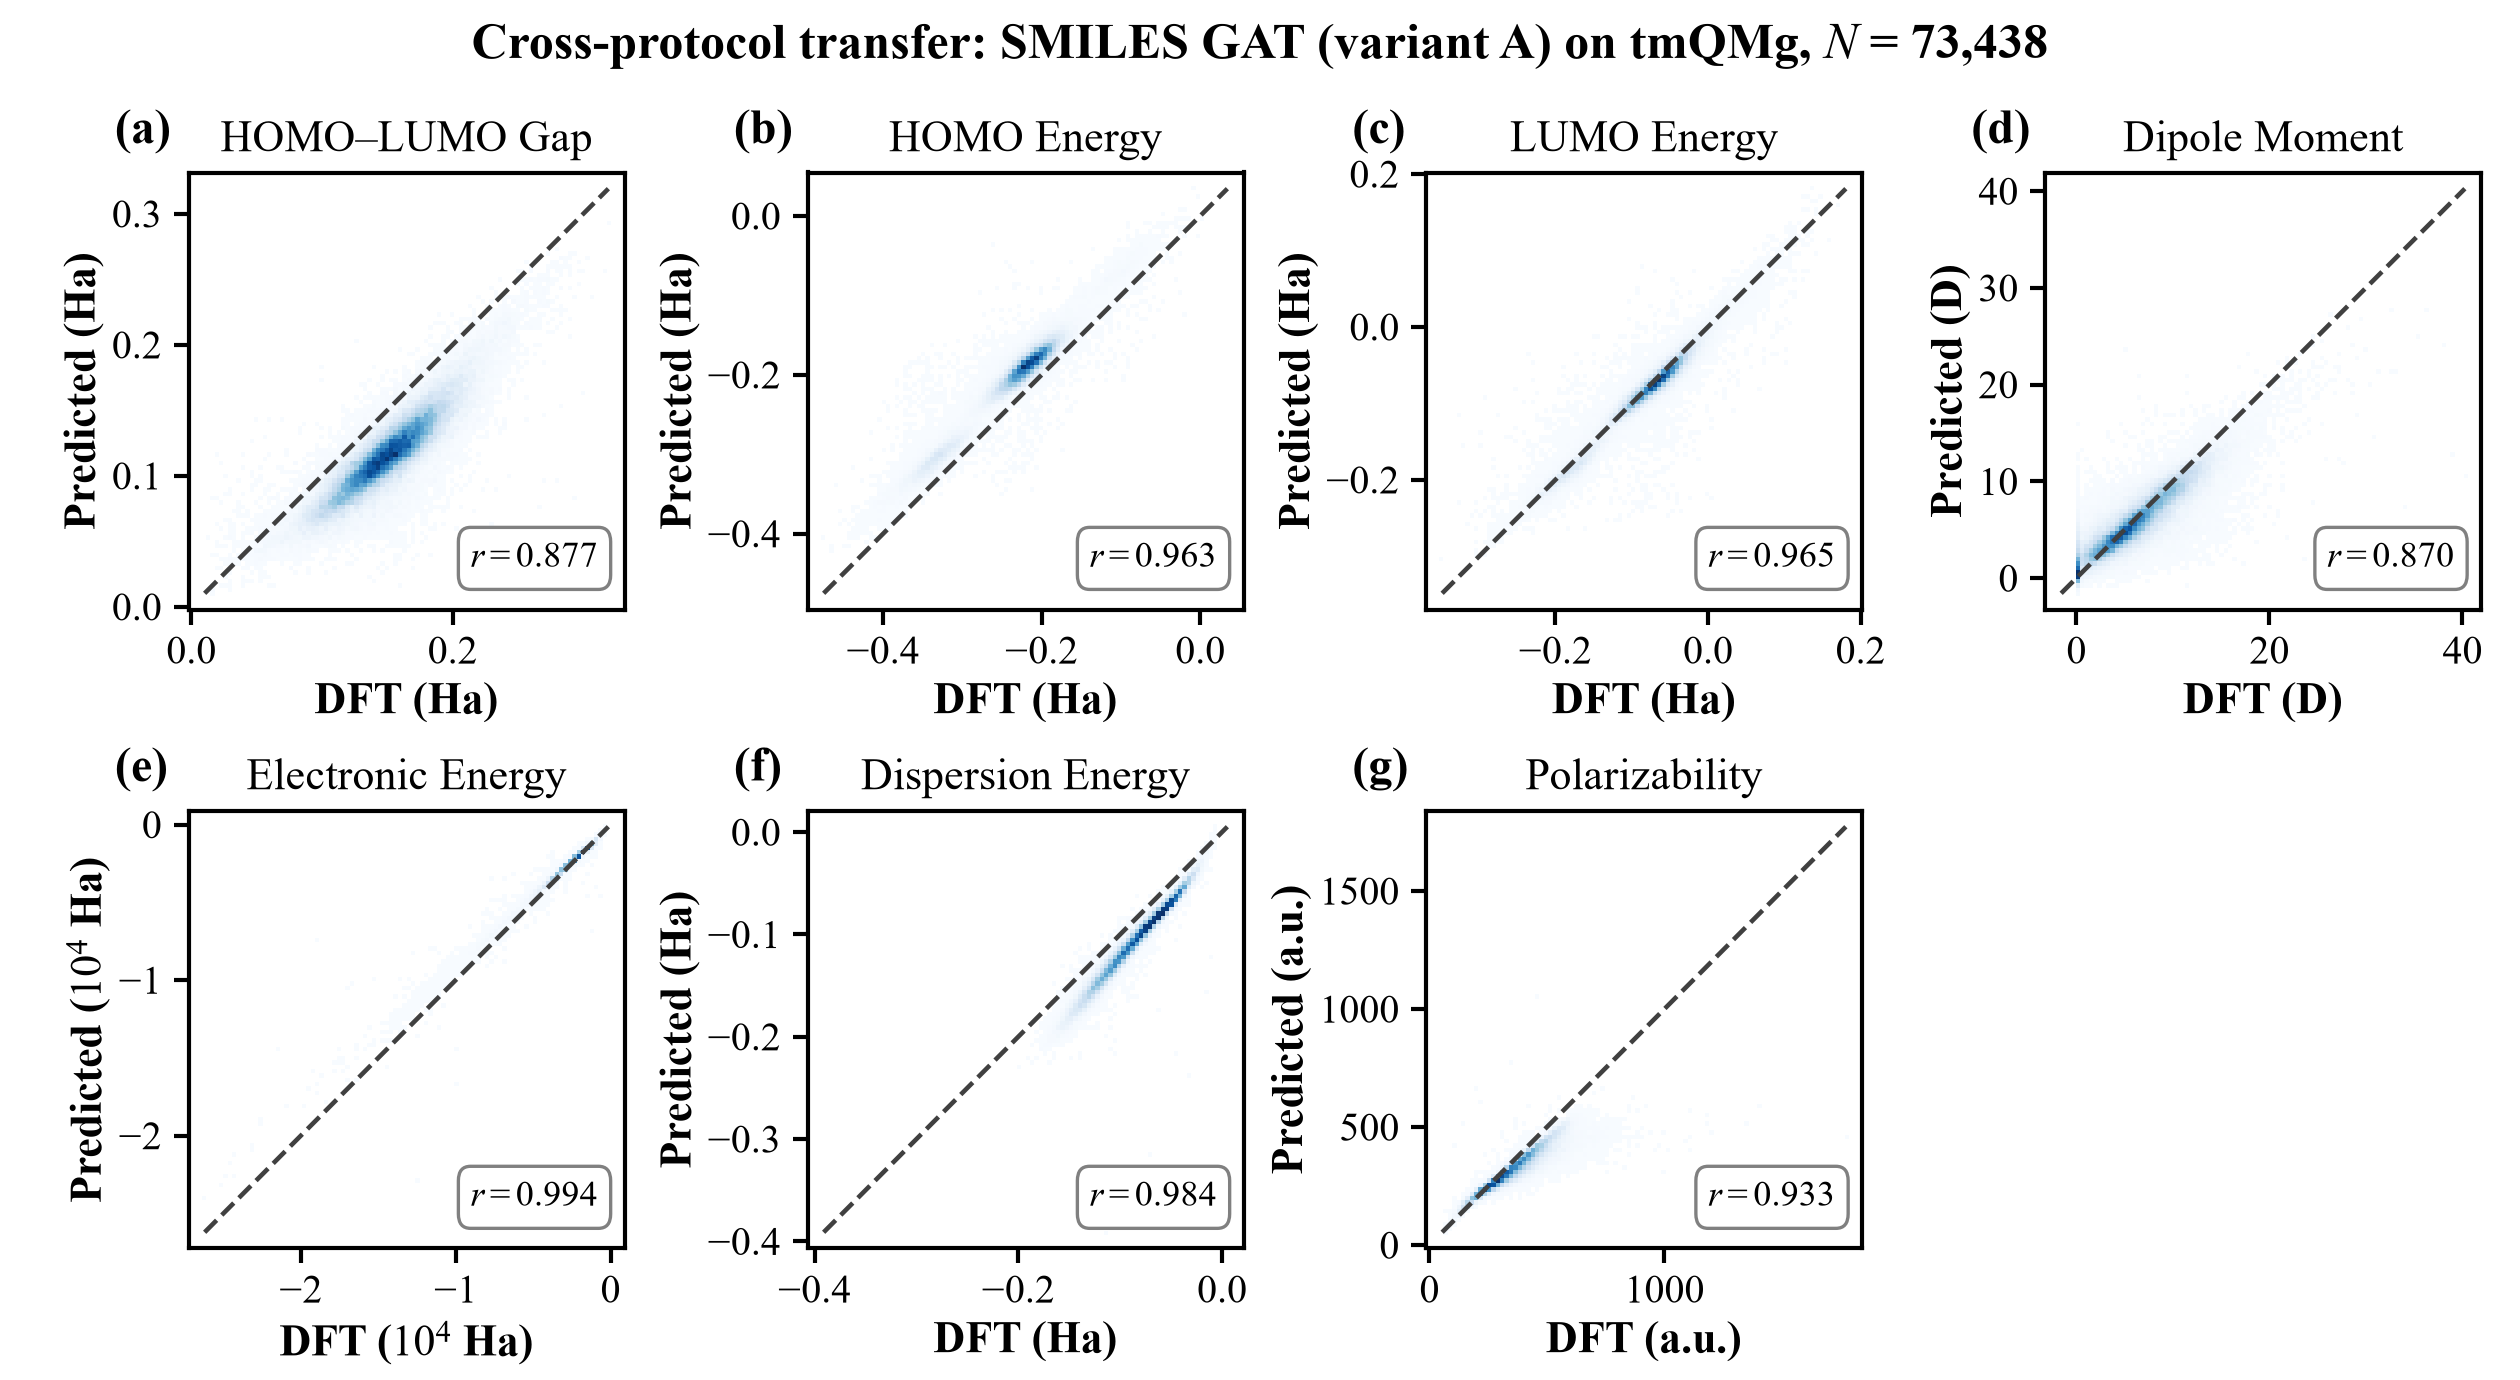 Cross-protocol transfer: SMILES GAT (variant A) on tmQMg, N = 73,438
(a) HOMO–LUMO Gap
Predicted (Ha)
0.3
0.2
0.1
0.0
r = 0.877
0.0 0.2
DFT (Ha)
(b) HOMO Energy
Predicted (Ha)
0.0
−0.2
−0.4
r = 0.963
−0.4 −0.2 0.0
DFT (Ha)
(c) LUMO Energy
Predicted (Ha)
0.2
0.0
−0.2
r = 0.965
−0.2 0.0 0.2
DFT (Ha)
(d) Dipole Moment
Predicted (D)
40
30
20
10
0
r = 0.870
0 20 40
DFT (D)
(e) Electronic Energy
Predicted (10⁴ Ha)
0
−1
−2
r = 0.994
−2 −1 0
DFT (10⁴ Ha)
(f) Dispersion Energy
Predicted (Ha)
0.0
−0.1
−0.2
−0.3
−0.4
r = 0.984
−0.4 −0.2 0.0
DFT (Ha)
(g) Polarizability
Predicted (a.u.)
1500
1000
500
0
r = 0.933
0 1000
DFT (a.u.)